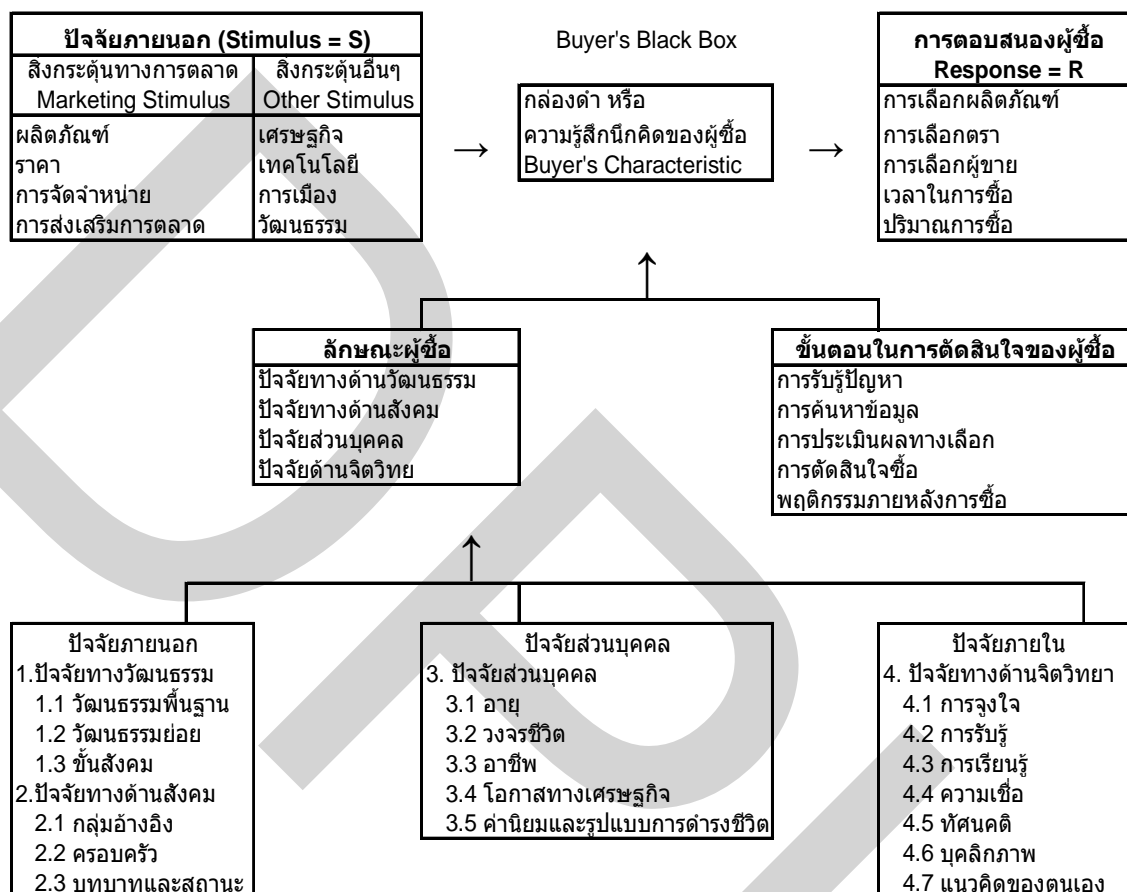 ปัจจัยภายนอก (Stimulus = S)
สิ่งกระตุ้นทางการตลาด
Marketing Stimulus
สิ่งกระตุ้นอื่นๆ
Other Stimulus
ผลิตภัณฑ์
ราคา
การจัดจำหน่าย
การส่งเสริมการตลาด
เศรษฐกิจ
เทคโนโลยี
การเมือง
วัฒนธรรม
→
Buyer's Black Box
กล่องดำ หรือ
ความรู้สึกนึกคิดของผู้ซื้อ
Buyer's Characteristic
→
การตอบสนองผู้ซื้อ
Response = R
การเลือกผลิตภัณฑ์
การเลือกตรา
การเลือกผู้ขาย
เวลาในการซื้อ
ปริมาณการซื้อ
ลักษณะผู้ซื้อ
ปัจจัยทางด้านวัฒนธรรม
ปัจจัยทางด้านสังคม
ปัจจัยส่วนบุคคล
ปัจจัยด้านจิตวิทย
ขั้นตอนในการตัดสินใจของผู้ซื้อ
การรับรู้ปัญหา
การค้นหาข้อมูล
การประเมินผลทางเลือก
การตัดสินใจซื้อ
พฤติกรรมภายหลังการซื้อ
ปัจจัยภายนอก
1.ปัจจัยทางวัฒนธรรม
1.1 วัฒนธรรมพื้นฐาน
1.2 วัฒนธรรมย่อย
1.3 ขั้นสังคม
2.ปัจจัยทางด้านสังคม
2.1 กลุ่มอ้างอิง
2.2 ครอบครัว
2.3 บทบาทและสถานะ
ปัจจัยส่วนบุคคล
3. ปัจจัยส่วนบุคคล
3.1 อายุ
3.2 วงจรชีวิต
3.3 อาชีพ
3.4 โอกาสทางเศรษฐกิจ
3.5 ค่านิยมและรูปแบบการดำรงชีวิต
ปัจจัยภายใน
4. ปัจจัยทางด้านจิตวิทยา
4.1 การจูงใจ
4.2 การรับรู้
4.3 การเรียนรู้
4.4 ความเชื่อ
4.5 ทัศนคติ
4.6 บุคลิกภาพ
4.7 แนวคิดของตนเอง